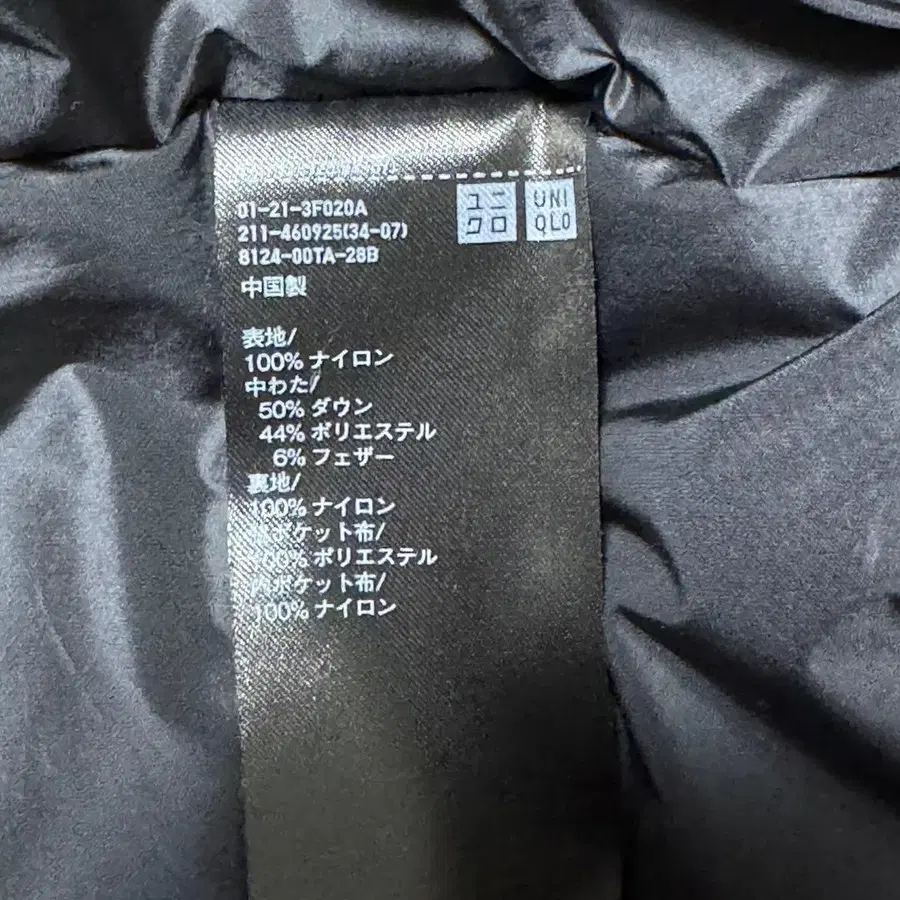 01-21-3F020A
211-460925(34-07)
8124-00TA-28B
ユニ
クロ
UNI
QLO
中国製
表地/
100% ナイロン
中わた/
50% ダウン
44% ポリエステル
6% フェザー
裏地/
100% ナイロン
ポケット布/
100% ポリエステル
内ポケット布/
100% ナイロン